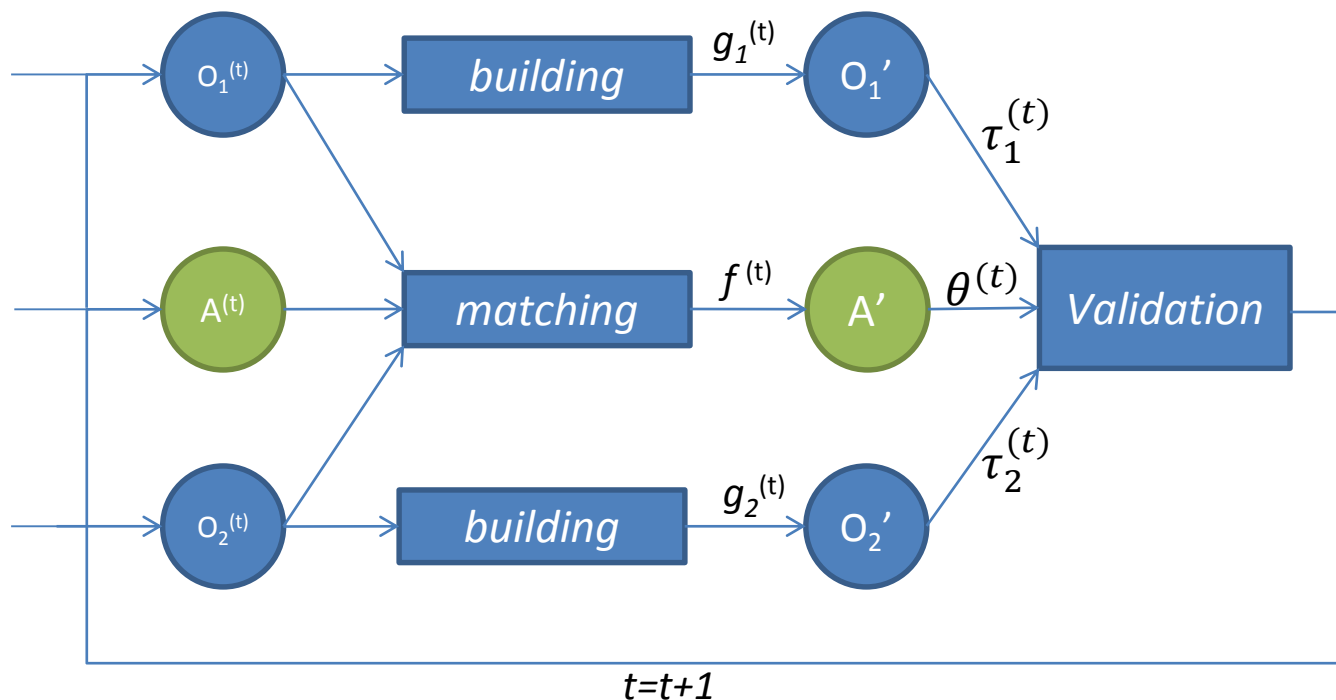 O₁⁽ᵗ⁾ building g₁⁽ᵗ⁾ O₁’
τ₁⁽ᵗ⁾
A⁽ᵗ⁾ matching f⁽ᵗ⁾ A’ θ⁽ᵗ⁾ Validation
τ₂⁽ᵗ⁾
O₂⁽ᵗ⁾ building g₂⁽ᵗ⁾ O₂’
t=t+1